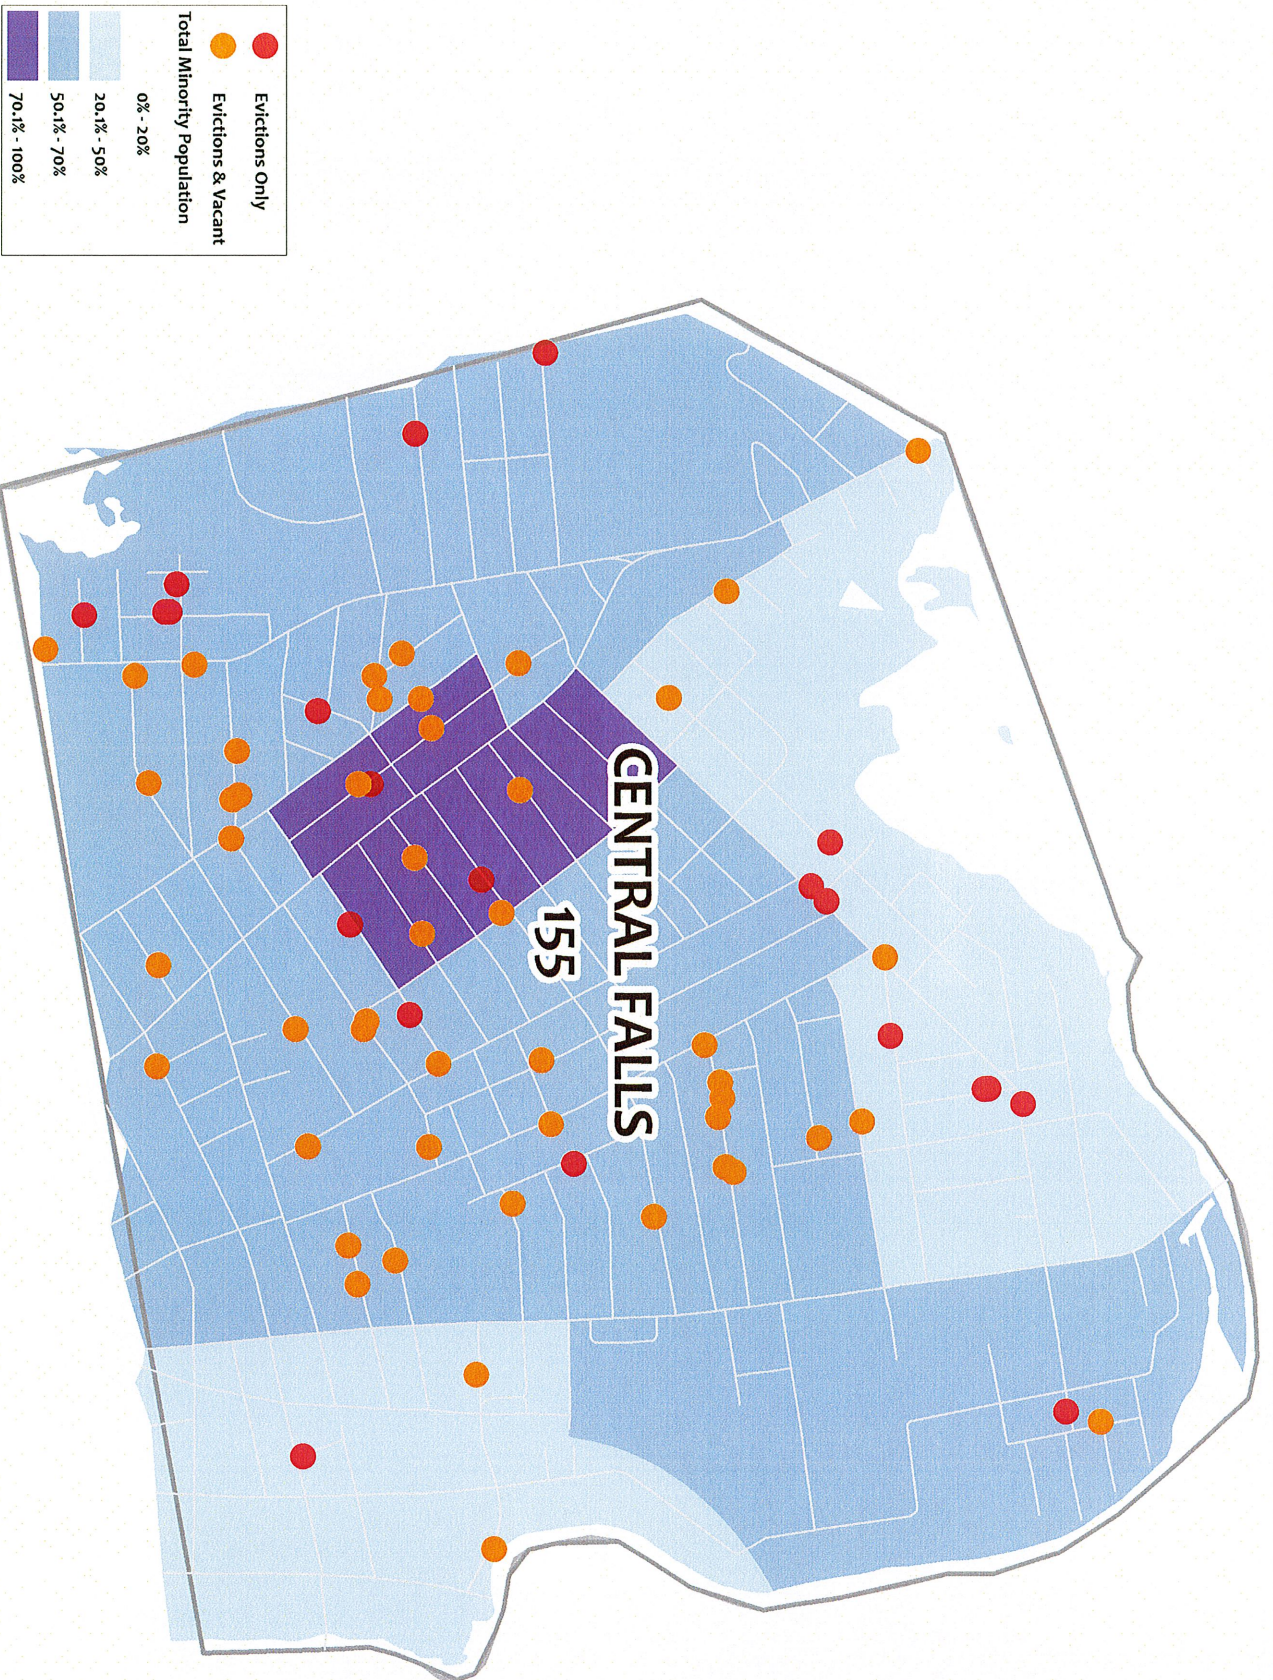 Evictions Only
Evictions & Vacant
Total Minority Population
0% - 20%
20.1% - 50%
50.1% - 70%
70.1% - 100%
CENTRAL FALLS
155